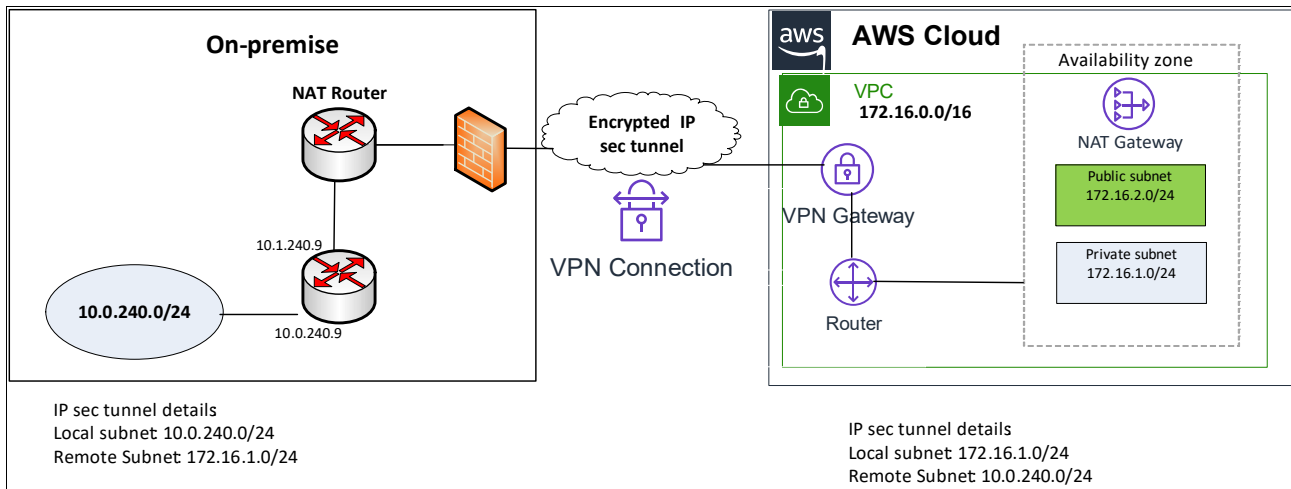 On-premise
NAT Router
10.1.240.9
10.0.240.0/24
10.0.240.9
Encrypted IP
sec tunnel
VPN Connection
aws
AWS Cloud
VPC
172.16.0.0/16
VPN Gateway
Router
Availability zone
NAT Gateway
Public subnet
172.16.2.0/24
Private subnet
172.16.1.0/24
IP sec tunnel details
Local subnet: 10.0.240.0/24
Remote Subnet: 172.16.1.0/24
IP sec tunnel details
Local subnet: 172.16.1.0/24
Remote Subnet: 10.0.240.0/24